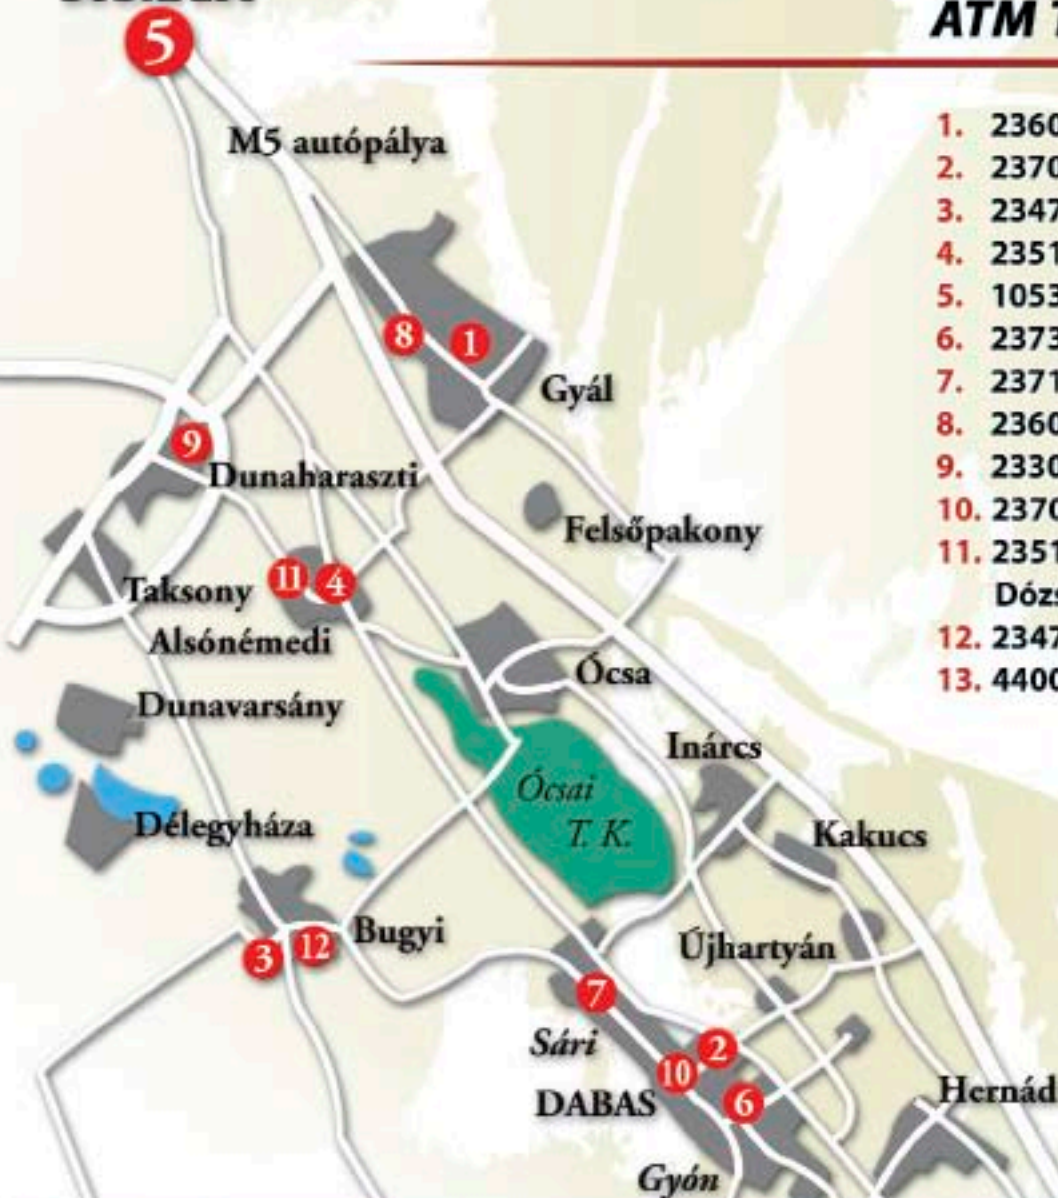 5
ATM
M5 autópálya
1. 2360
2. 2370
3. 2347
4. 2351
5. 1053
6. 2373
7. 2371
8. 2360
9. 2330
10. 2370
11. 2351
Dózs
12. 2347
13. 4400
8
1
Gyál
9
Dunaharaszti
Felsőpakony
Taksony
11
4
Alsónémedi
Ócsa
Dunavarsány
Inárcs
Ócsai
T. K.
Délegyháza
Kakucs
Bugyi
3
12
Újhartyán
7
Sári
2
10
DABAS
6
Hernád
Gyón